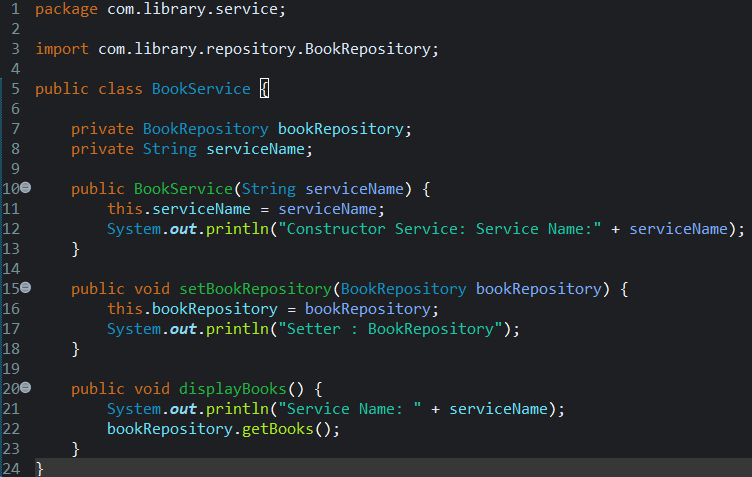 1 package com.library.service;
2
3 import com.library.repository.BookRepository;
4
5 public class BookService {
6
7     private BookRepository bookRepository;
8     private String serviceName;
9
10     public BookService(String serviceName) {
11         this.serviceName = serviceName;
12         System.out.println("Constructor Service: Service Name:" + serviceName);
13     }
14
15     public void setBookRepository(BookRepository bookRepository) {
16         this.bookRepository = bookRepository;
17         System.out.println("Setter : BookRepository");
18     }
19
20     public void displayBooks() {
21         System.out.println("Service Name: " + serviceName);
22         bookRepository.getBooks();
23     }
24 }